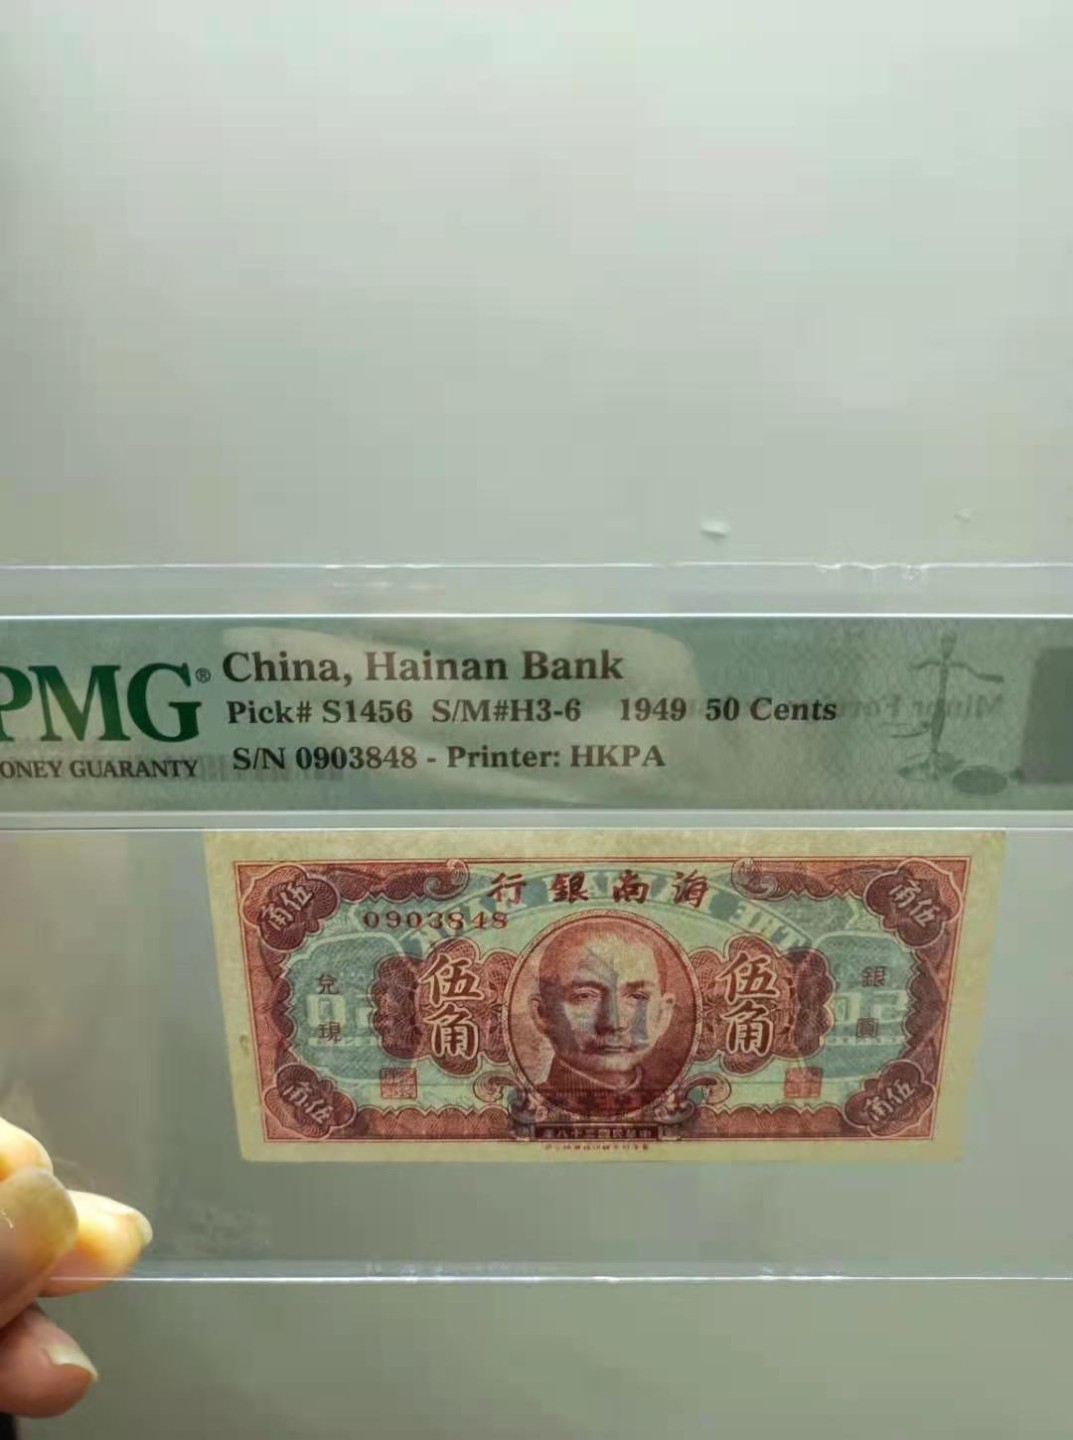 PMG® China, Hainan Bank
Pick# S1456 S/M#H3-6 1949 50 Cents
ONEY GUARANTY S/N 0903848 - Printer: HKPA
行銀南海
0903848
角伍 角伍
伍角 伍角
兌現 銀圓
角伍 角伍